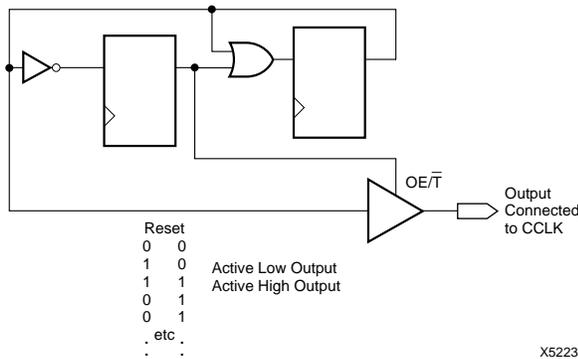 OE/T̅
Output
Connected
to CCLK
Reset
0 0
1 0
1 1
0 1
0 1
etc
. .
. .
Active Low Output
Active High Output
X5223